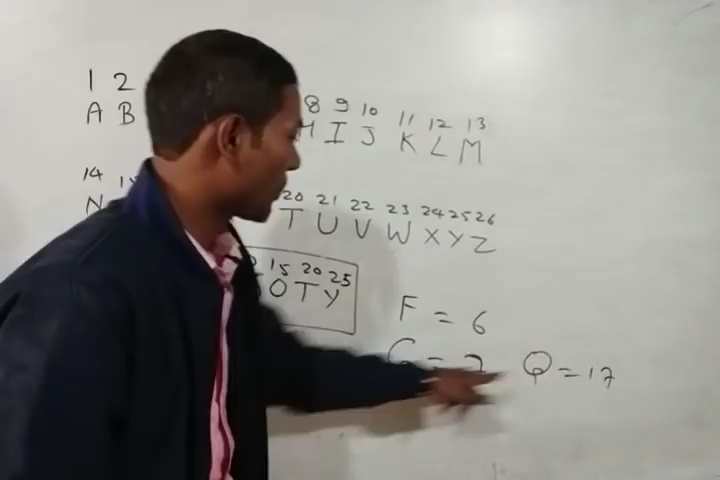 1 2 8 9 10 11 12 13
A B H I J K L M
14 20 21 22 23 24 25 26
N T U V W X Y Z
15 20 25
O T Y
F = 6
G = 7 Q = 17